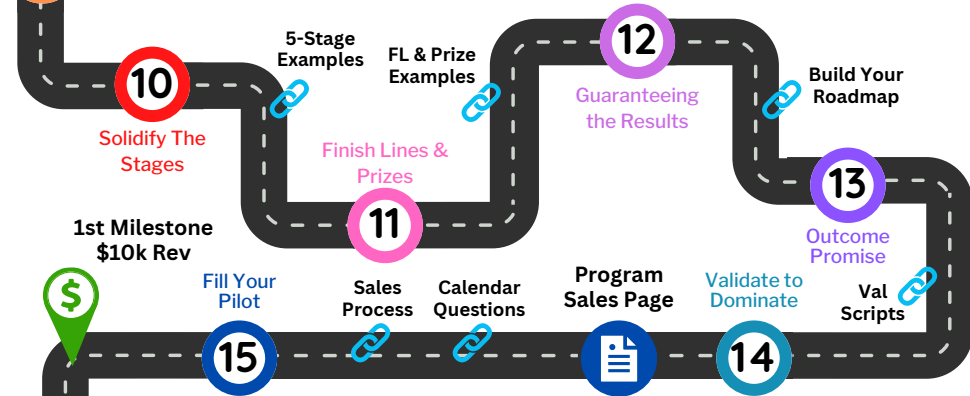 10
Solidify The
Stages
5-Stage
Examples
Finish Lines &
Prizes
11
FL & Prize
Examples
12
Guaranteeing
the Results
Build Your
Roadmap
13
Outcome
Promise
Val
Scripts
Validate to
Dominate
14
Program
Sales Page
Calendar
Questions
Sales
Process
Fill Your
Pilot
15
1st Milestone
$10k Rev
$